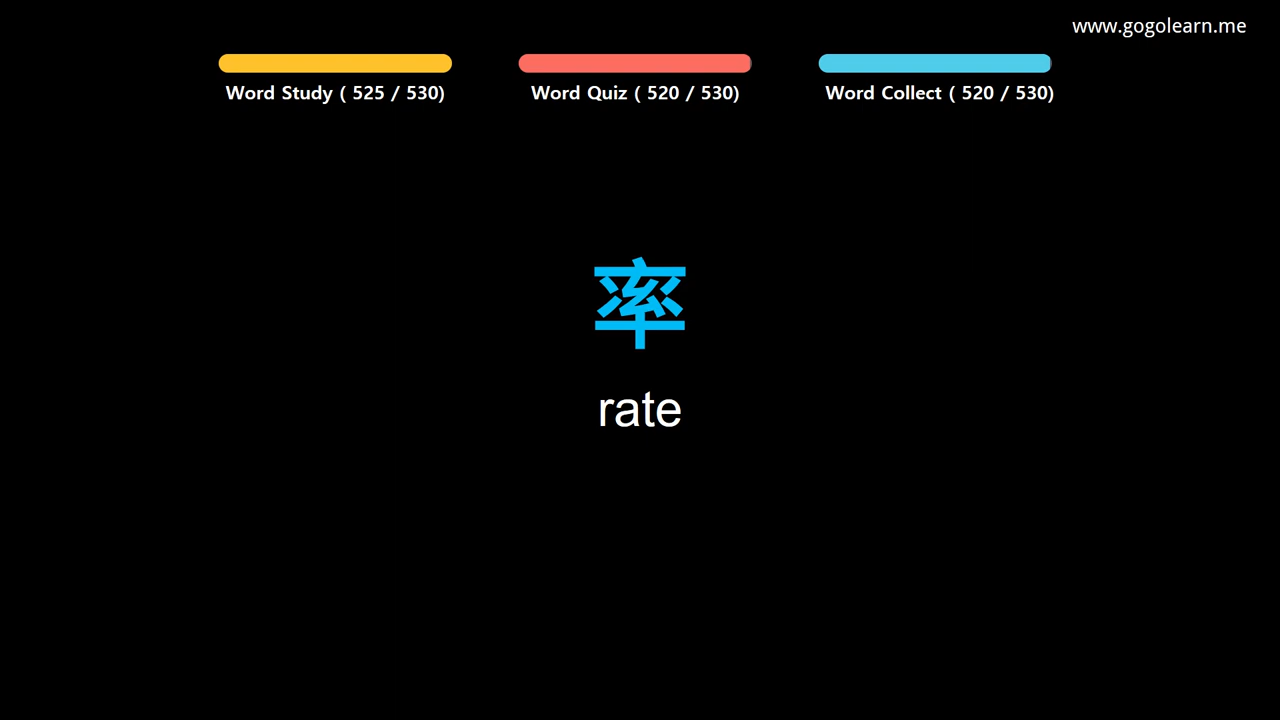 www.gogolearn.me
Word Study ( 525 / 530)
Word Quiz ( 520 / 530)
Word Collect ( 520 / 530)
率
rate